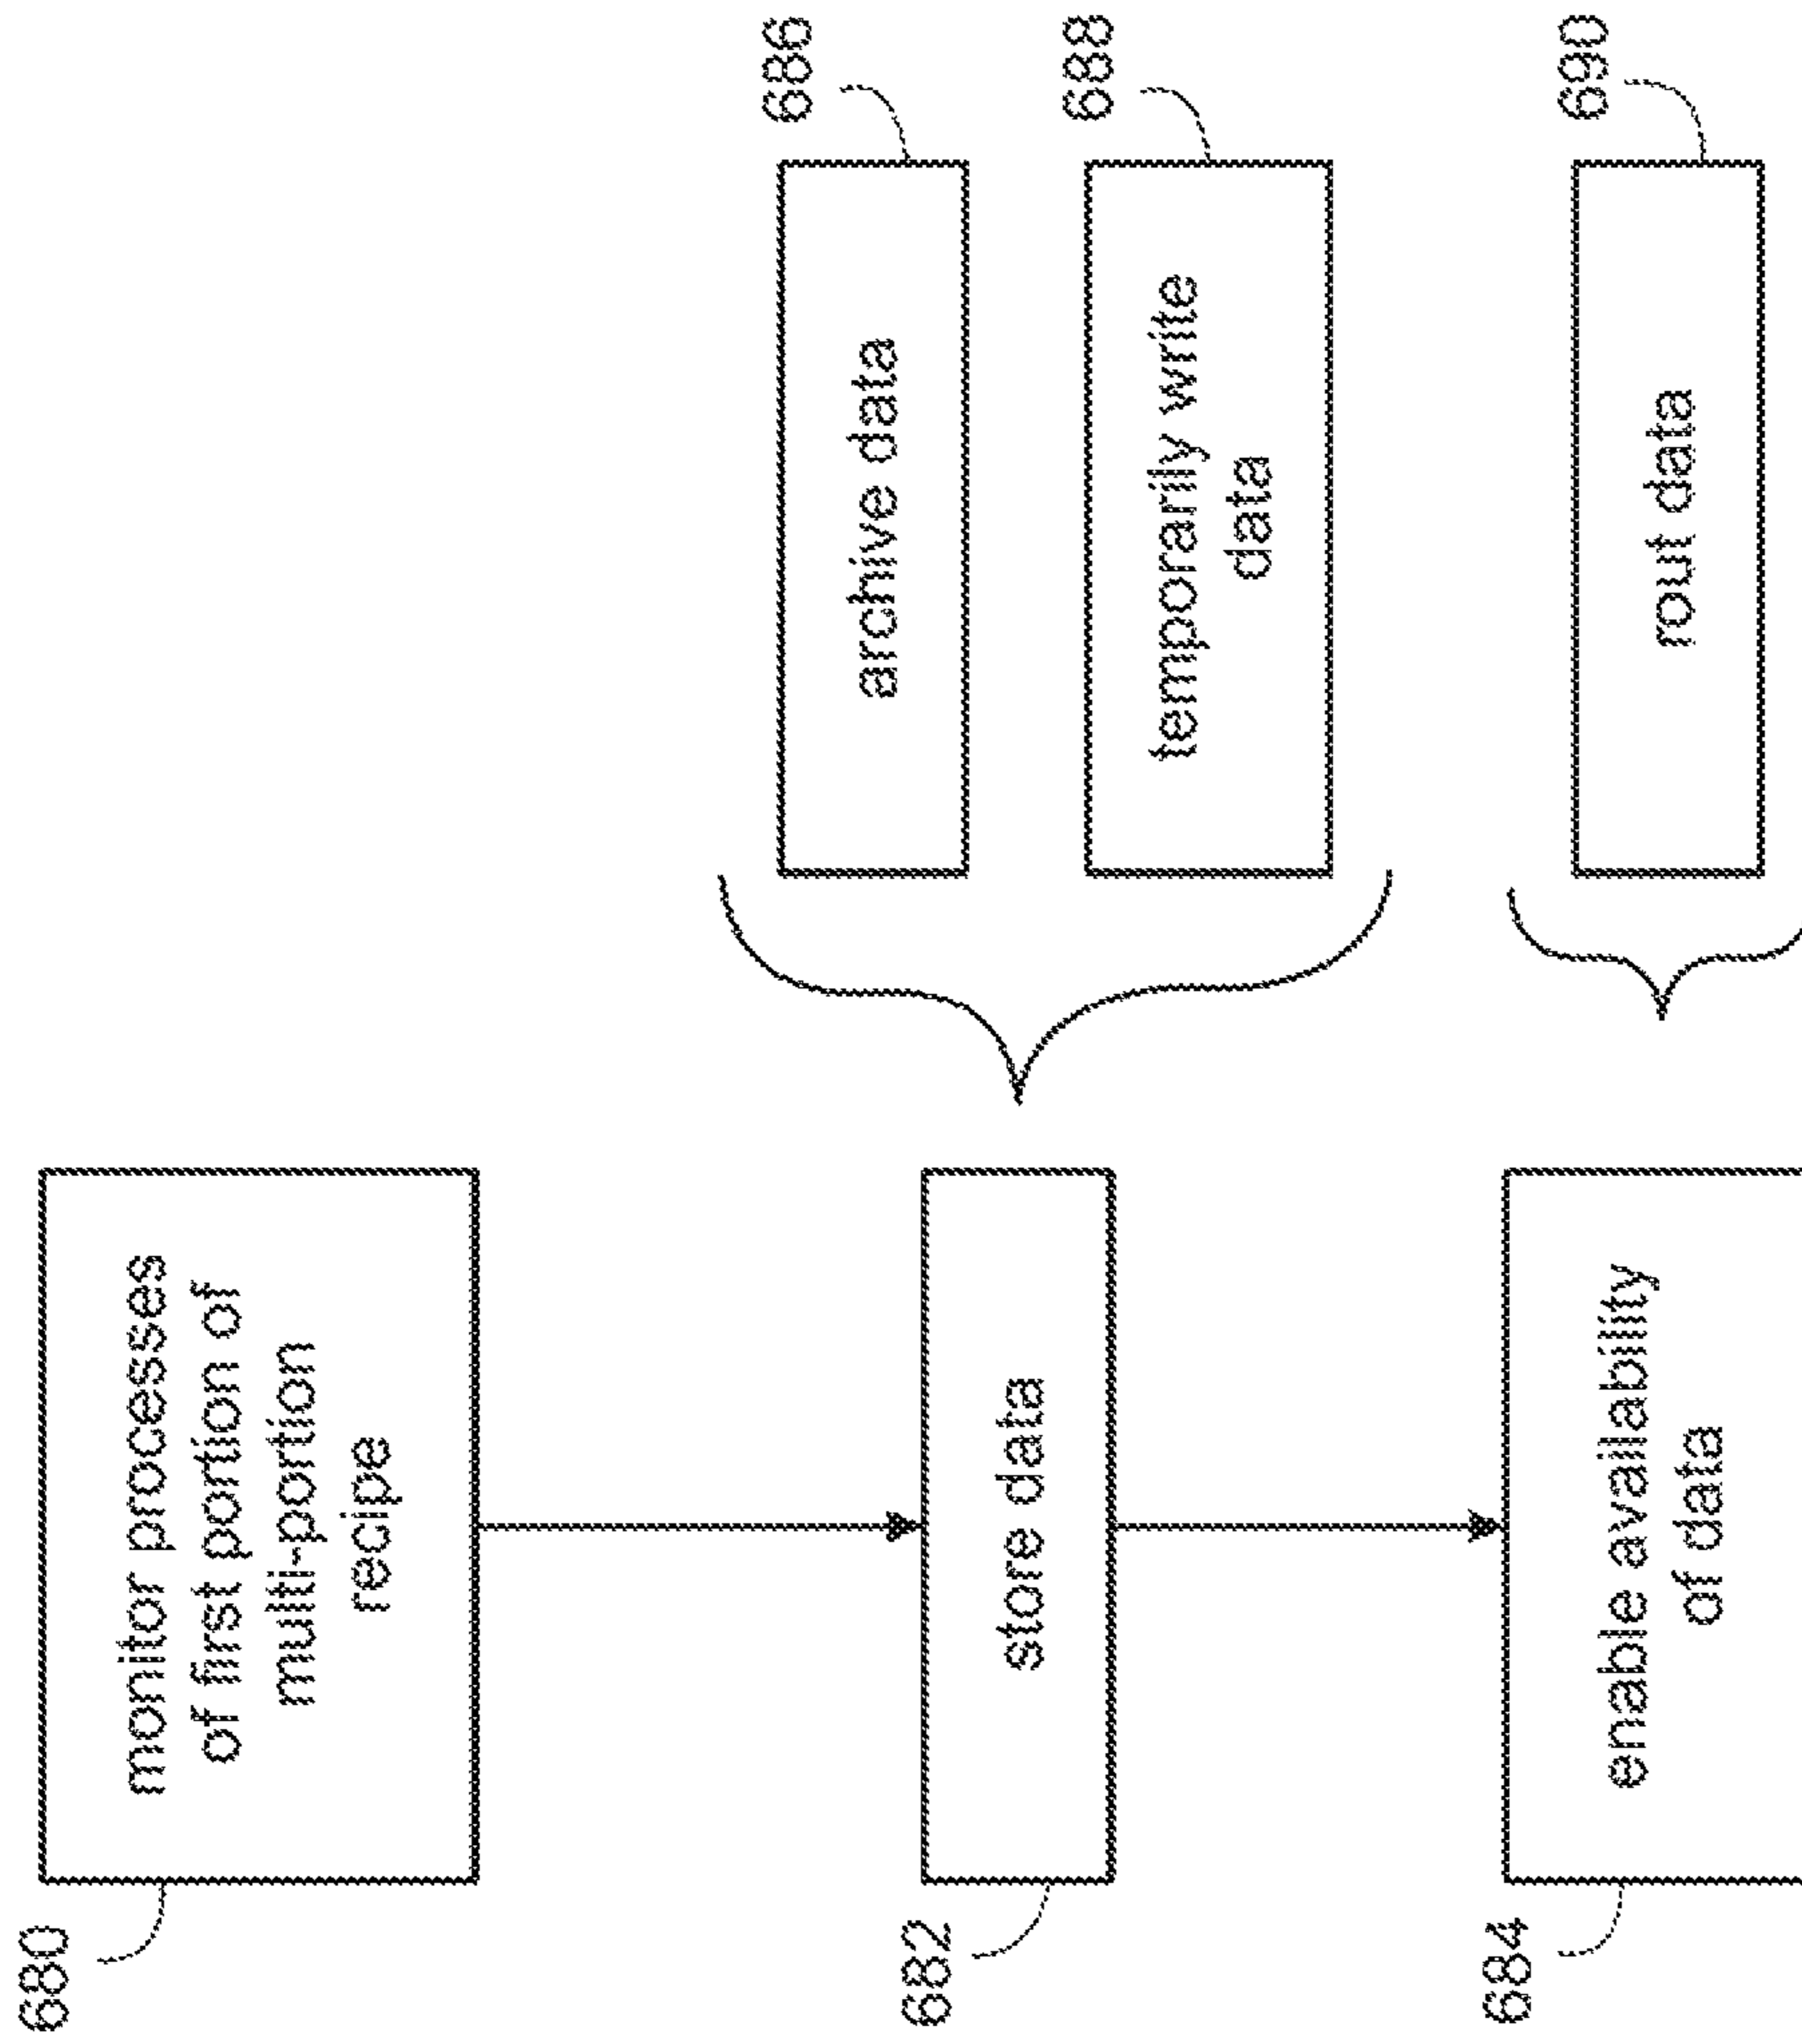 680
monitor processes
of first portion of
multi-portion
recipe
682
store data
684
enable availability
of data
archive data
686
temporarily write
data
688
rout data
690